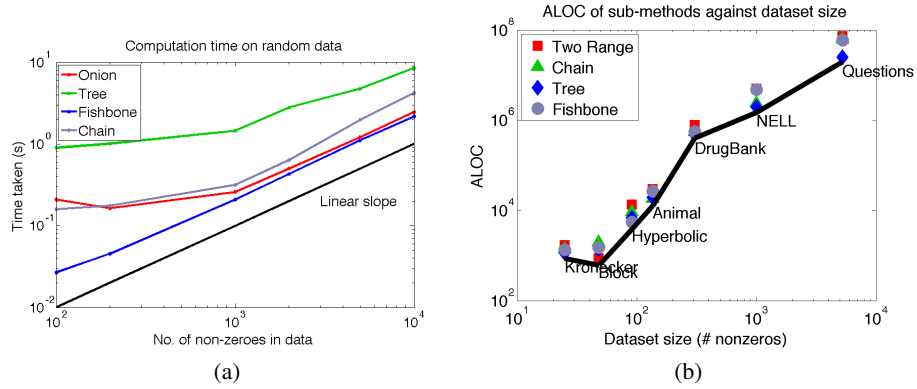 Computation time on random data
Onion
Tree
Fishbone
Chain
Linear slope
Time taken (s)
10^1
10^0
10^-1
10^-2
10^2
10^3
10^4
No. of non-zeroes in data
(a)
ALOC of sub-methods against dataset size
Two Range
Chain
Tree
Fishbone
Questions
NELL
DrugBank
Animal
Hyperbolic
Kronecker
Block
ALOC
10^8
10^6
10^4
10^2
10^1
10^2
10^3
10^4
Dataset size (# nonzeros)
(b)